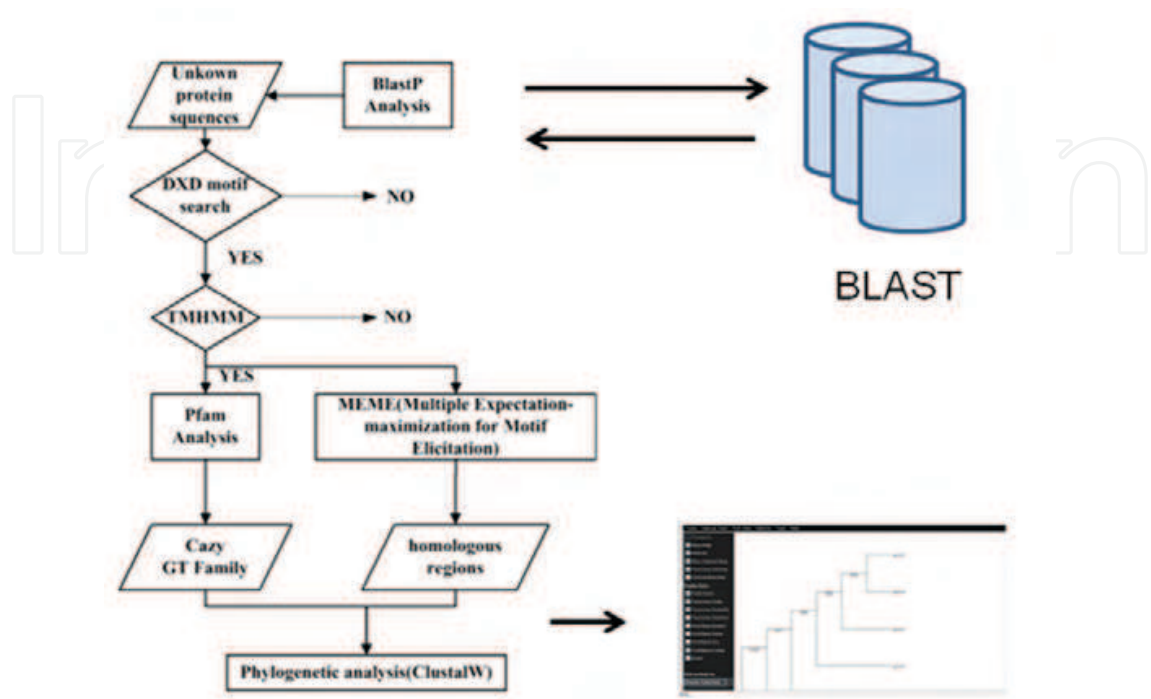 Unkown
protein
squences
BlastP
Analysis
DXD motif
search
NO
YES
TMHMM
NO
YES
Pfam
Analysis
MEME(Multiple Expectation-
maximization for Motif
Elicitation)
Cazy
GT Family
homologous
regions
Phylogenetic analysis(ClustalW)
BLAST